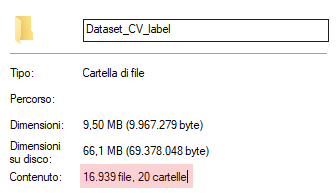 Dataset_CV_label
Tipo: Cartella di file
Percorso:
Dimensioni: 9,50 MB (9.967.279 byte)
Dimensioni su disco: 66,1 MB (69.378.048 byte)
Contenuto: 16.939 file, 20 cartelle